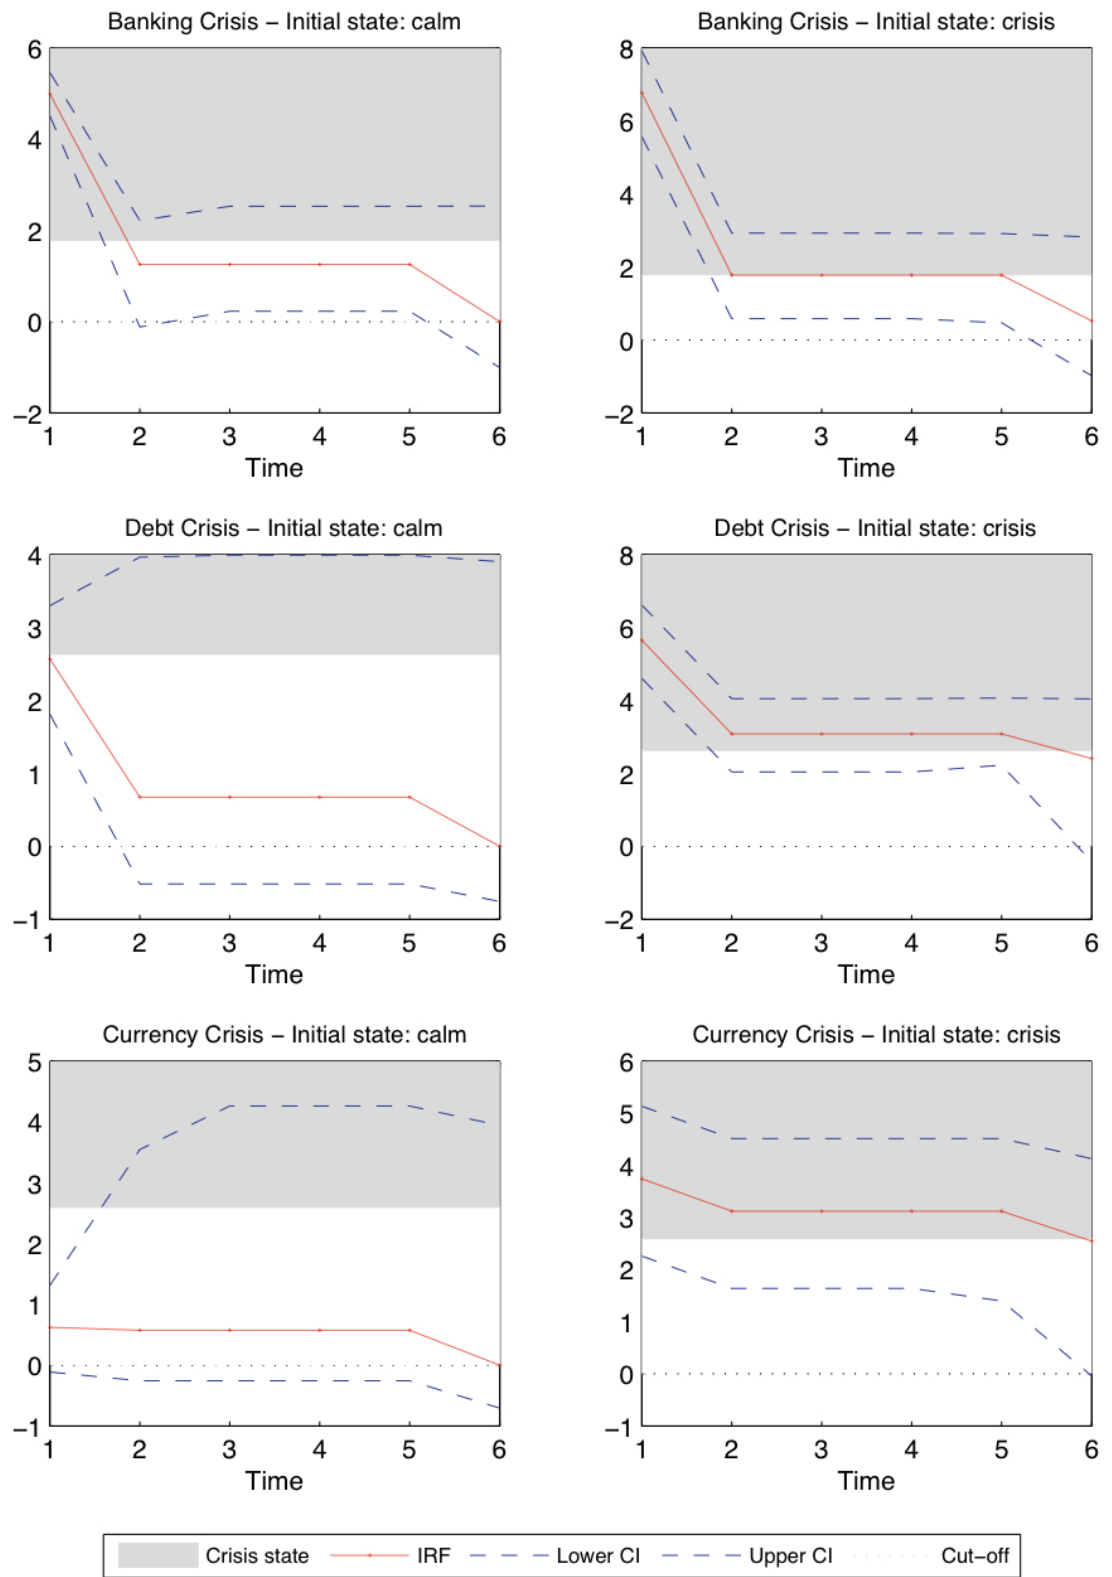 Banking Crisis – Initial state: calm
6
4
2
0
−2
1 2 3 4 5 6
Time
Banking Crisis – Initial state: crisis
8
6
4
2
0
−2
1 2 3 4 5 6
Time
Debt Crisis – Initial state: calm
4
3
2
1
0
−1
1 2 3 4 5 6
Time
Debt Crisis – Initial state: crisis
8
6
4
2
0
−2
1 2 3 4 5 6
Time
Currency Crisis – Initial state: calm
5
4
3
2
1
0
−1
1 2 3 4 5 6
Time
Currency Crisis – Initial state: crisis
6
5
4
3
2
1
0
−1
1 2 3 4 5 6
Time
Crisis state IRF Lower CI Upper CI Cut−off